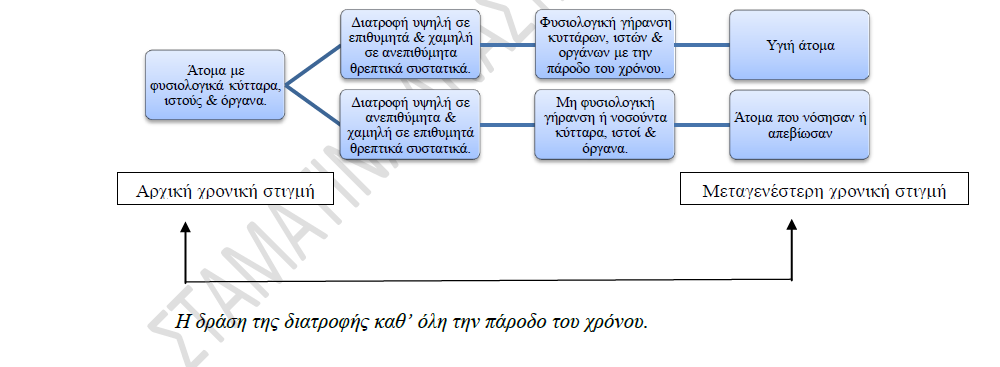 Άτομα με
φυσιολογικά κύτταρα,
ιστούς & όργανα.
Διατροφή υψηλή σε
επιθυμητά & χαμηλή
σε ανεπιθύμητα
θρεπτικά συστατικά.
Φυσιολογική γήρανση
κυττάρων, ιστών &
οργάνων με την
πάροδο του χρόνου.
Υγιή άτομα
Διατροφή υψηλή σε
ανεπιθύμητα &
χαμηλή σε επιθυμητά
θρεπτικά συστατικά.
Μη φυσιολογική
γήρανση ή νοσούντα
κύτταρα, ιστοί &
όργανα.
Άτομα που νόσησαν ή
απεβίωσαν
Αρχική χρονική στιγμή
Μεταγενέστερη χρονική στιγμή
Η δράση της διατροφής καθ’ όλη την πάροδο του χρόνου.